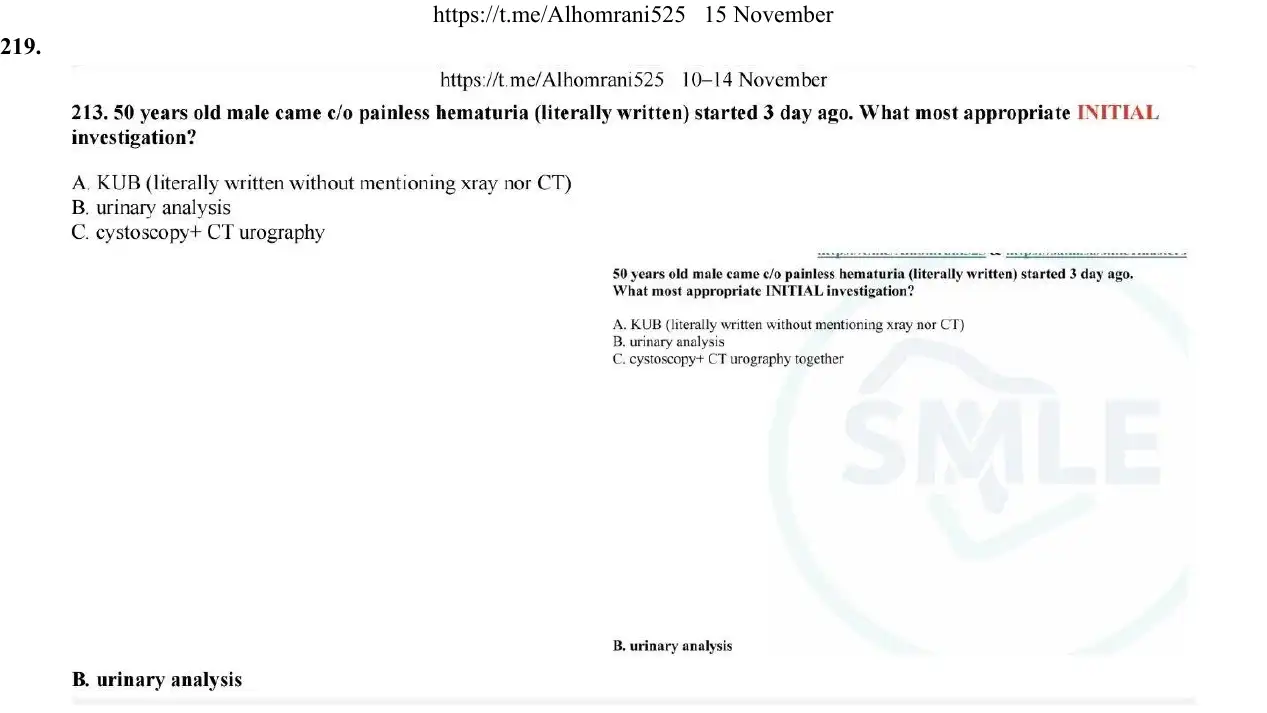 https://t.me/Alhomrani525 15 November
219.
https://t.me/Alhomrani525 10–14 November
213. 50 years old male came c/o painless hematuria (literally written) started 3 day ago. What most appropriate INITIAL
investigation?
A. KUB (literally written without mentioning xray nor CT)
B. urinary analysis
C. cystoscopy+ CT urography
50 years old male came c/o painless hematuria (literally written) started 3 day ago.
What most appropriate INITIAL investigation?
A. KUB (literally written without mentioning xray nor CT)
B. urinary analysis
C. cystoscopy+ CT urography together
SMLE
B. urinary analysis
B. urinary analysis